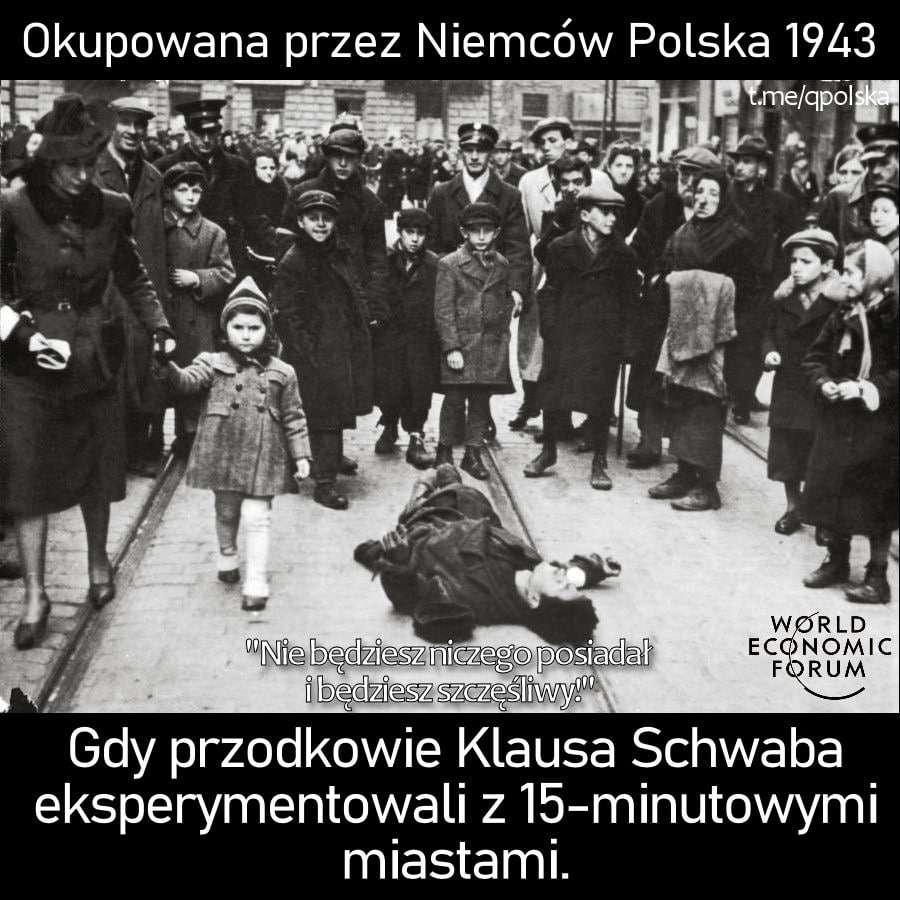 Okupowana przez Niemców Polska 1943
t.me/qpolska
"Nie będziesz niczego posiadał
i będziesz szczęśliwy!"
WORLD
ECONOMIC
FORUM
Gdy przodkowie Klausa Schwaba
eksperymentowali z 15-minutowymi
miastami.